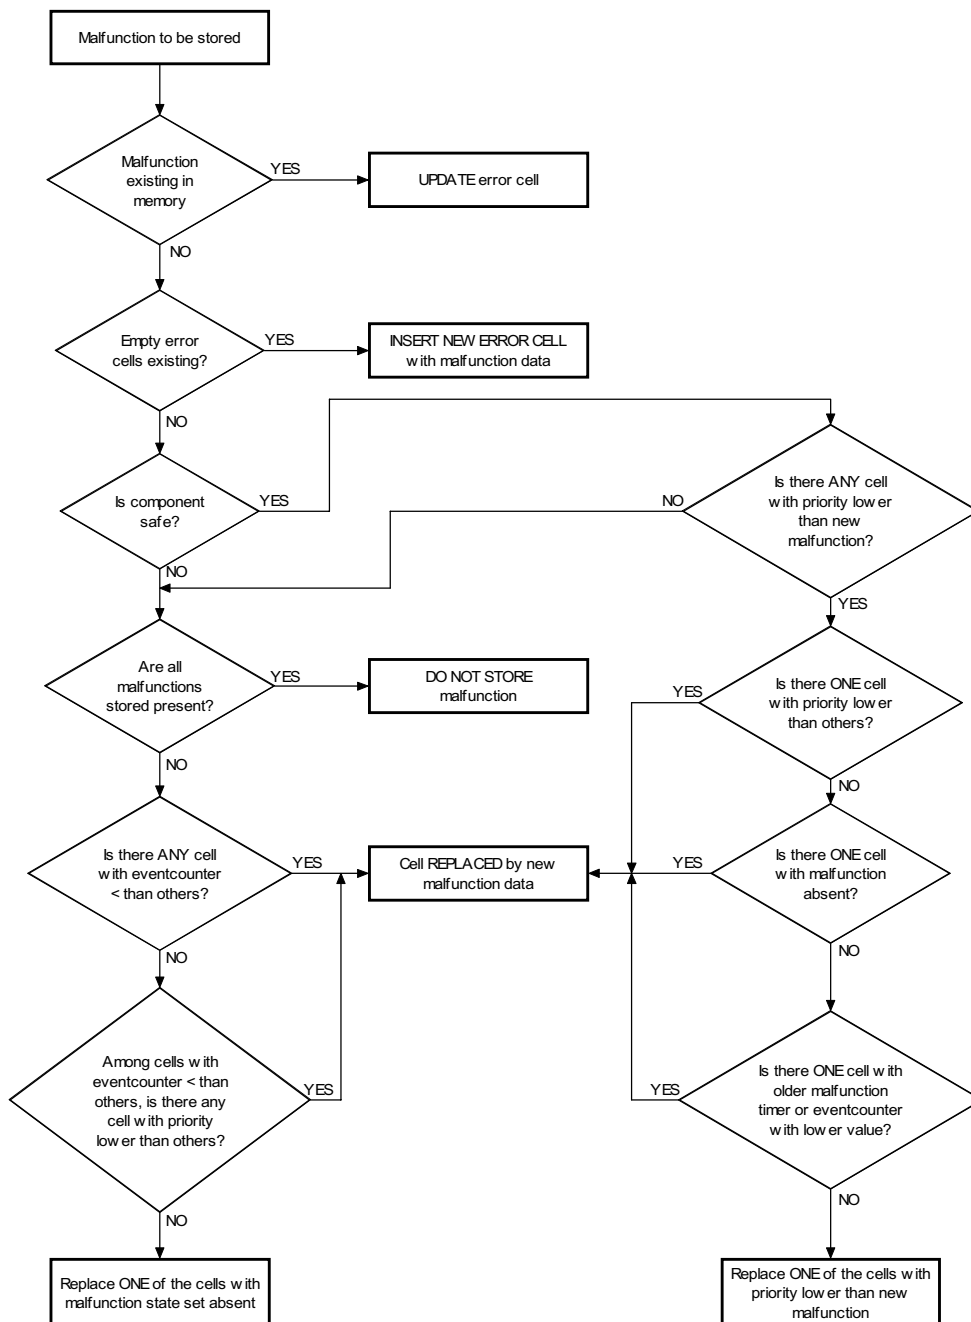 Malfunction to be stored
Malfunction
existing in
memory
YES
UPDATE error cell
NO
Empty error
cells existing?
YES
INSERT NEW ERROR CELL
with malfunction data
NO
Is component
safe?
YES
NO
Is there ANY cell
with priority lower
than new
malfunction?
NO
YES
Are all
malfunctions
stored present?
YES
DO NOT STORE
malfunction
NO
Is there ONE cell
with priority lower
than others?
YES
NO
Is there ANY cell
with eventcounter
< than others?
YES
Cell REPLACED by new
malfunction data
YES
Is there ONE cell
with malfunction
absent?
NO
NO
Among cells with
eventcounter < than
others, is there any
cell with priority
lower than others?
YES
YES
Is there ONE cell with
older malfunction
timer or eventcounter
with lower value?
NO
NO
Replace ONE of the cells with
malfunction state set absent
Replace ONE of the cells with
priority lower than new
malfunction